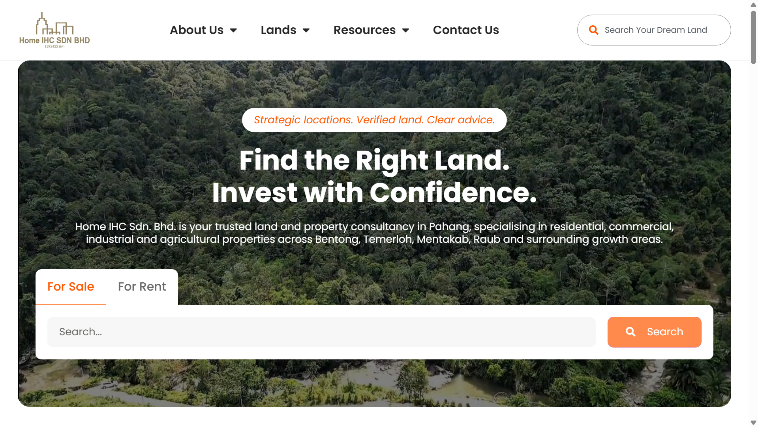 Home IHC SDN BHD
About Us
Lands
Resources
Contact Us
Search Your Dream Land
Strategic locations. Verified land. Clear advice.
Find the Right Land.
Invest with Confidence.
Home IHC Sdn. Bhd. is your trusted land and property consultancy in Pahang, specialising in residential, commercial,
industrial and agricultural properties across Bentong, Temerloh, Mentakab, Raub and surrounding growth areas.
For Sale
For Rent
Search...
Search